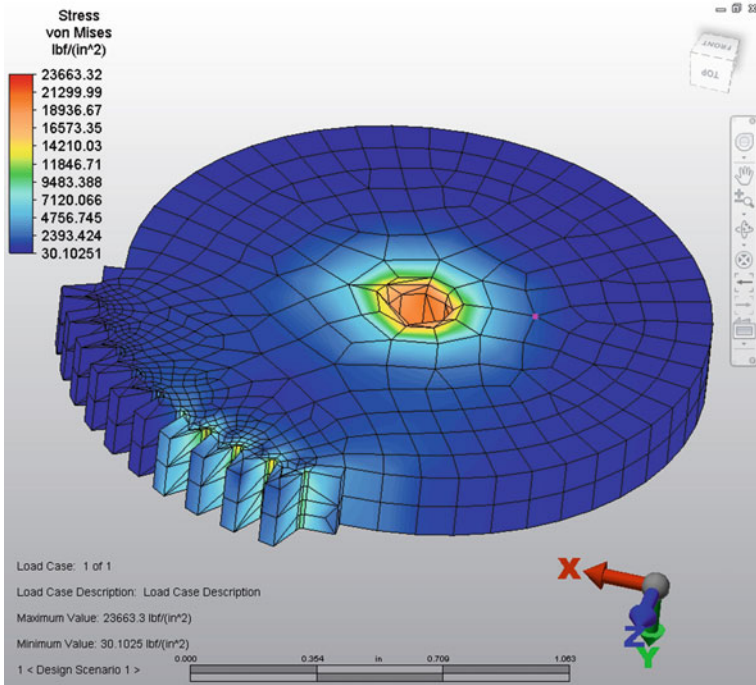 Stress
von Mises
lbf/(in^2)
23663.32
21299.99
18936.67
16573.35
14210.03
11846.71
9483.388
7120.066
4756.745
2393.424
30.10251
FRONT
TOP
Load Case: 1 of 1
Load Case Description: Load Case Description
Maximum Value: 23663.3 lbf/(in^2)
Minimum Value: 30.1025 lbf/(in^2)
1 < Design Scenario 1 >
0.000 0.354 in 0.709 1.063
X
Z
Y